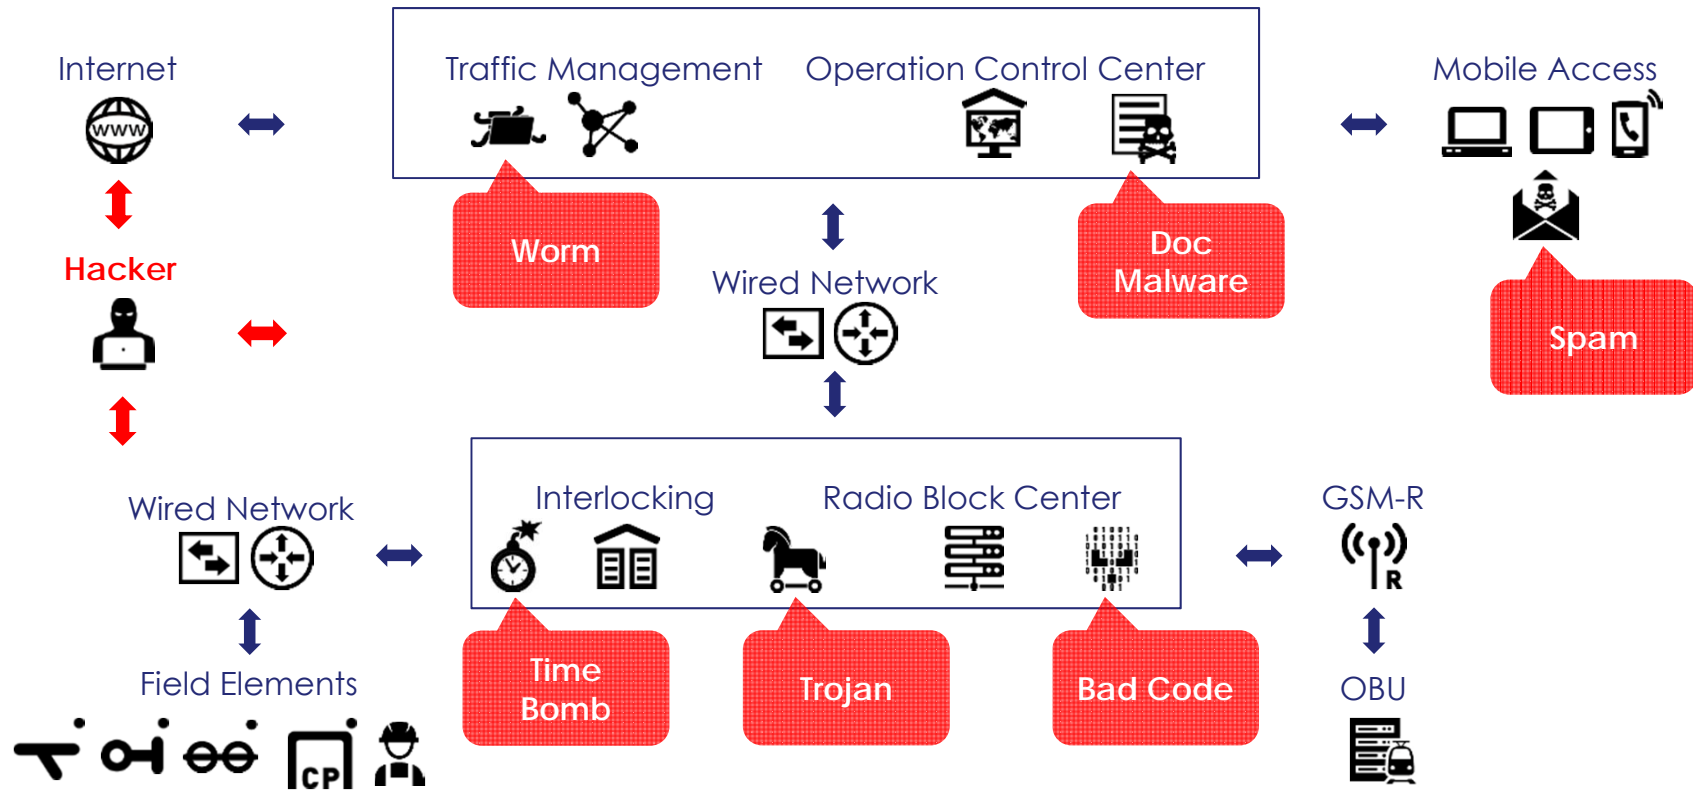 Internet
Traffic Management
Operation Control Center
Mobile Access
www
Worm
Doc
Malware
Hacker
Wired Network
Spam
Interlocking
Radio Block Center
GSM-R
Wired Network
R
Time
Bomb
Trojan
Bad Code
Field Elements
OBU
CP